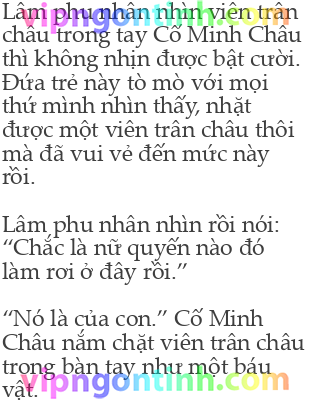 Lâm phu nhân nhìn viên trân
vipngontinh.com
châu trong tay Cố Minh Châu
thì không nhịn được bật cười.
Đứa trẻ này tò mò với mọi
thứ mình nhìn thấy, nhặt
được một viên trân châu thôi
mà đã vui vẻ đến mức này
rồi.
Lâm phu nhân nhìn rồi nói:
“Chắc là nữ quyến nào đó
làm rơi ở đây rồi.”
“Nó là của con.” Cố Minh
Châu nắm chặt viên trân châu
trong bàn tay như một báu
vipngontinh.com
vật.